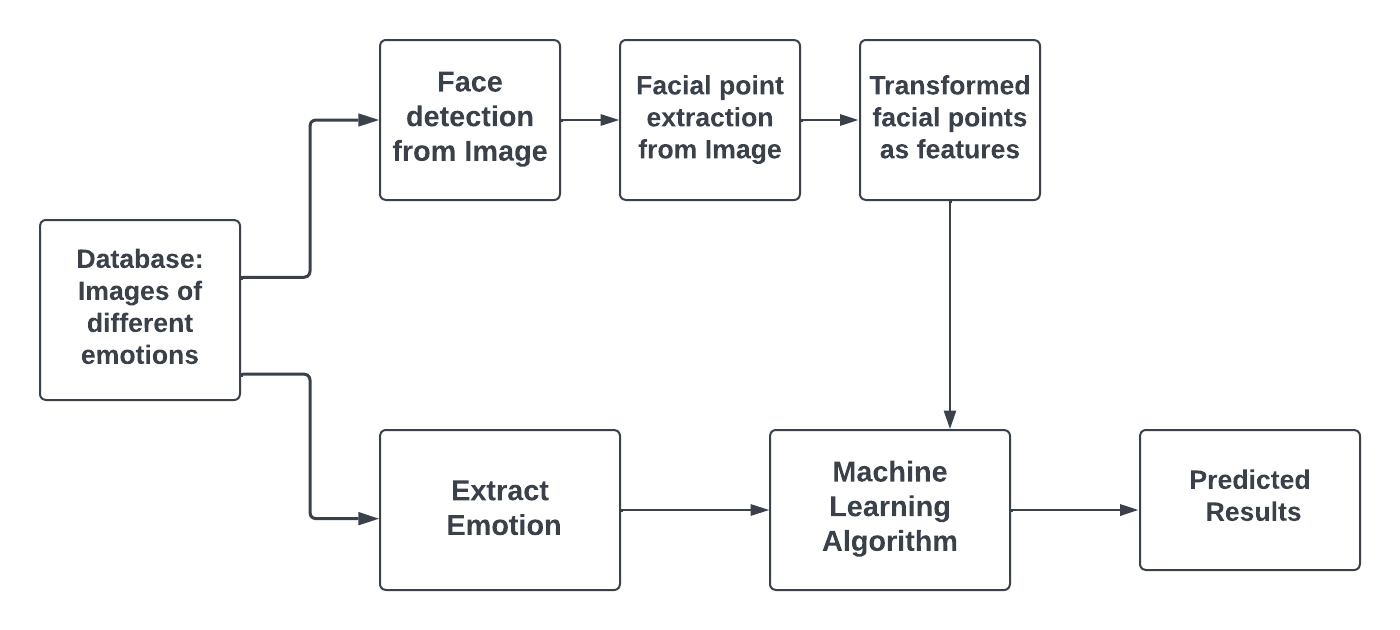 Face
detection
from Image
Facial point
extraction
from Image
Transformed
facial points
as features
Database:
Images of
different
emotions
Extract
Emotion
Machine
Learning
Algorithm
Predicted
Results